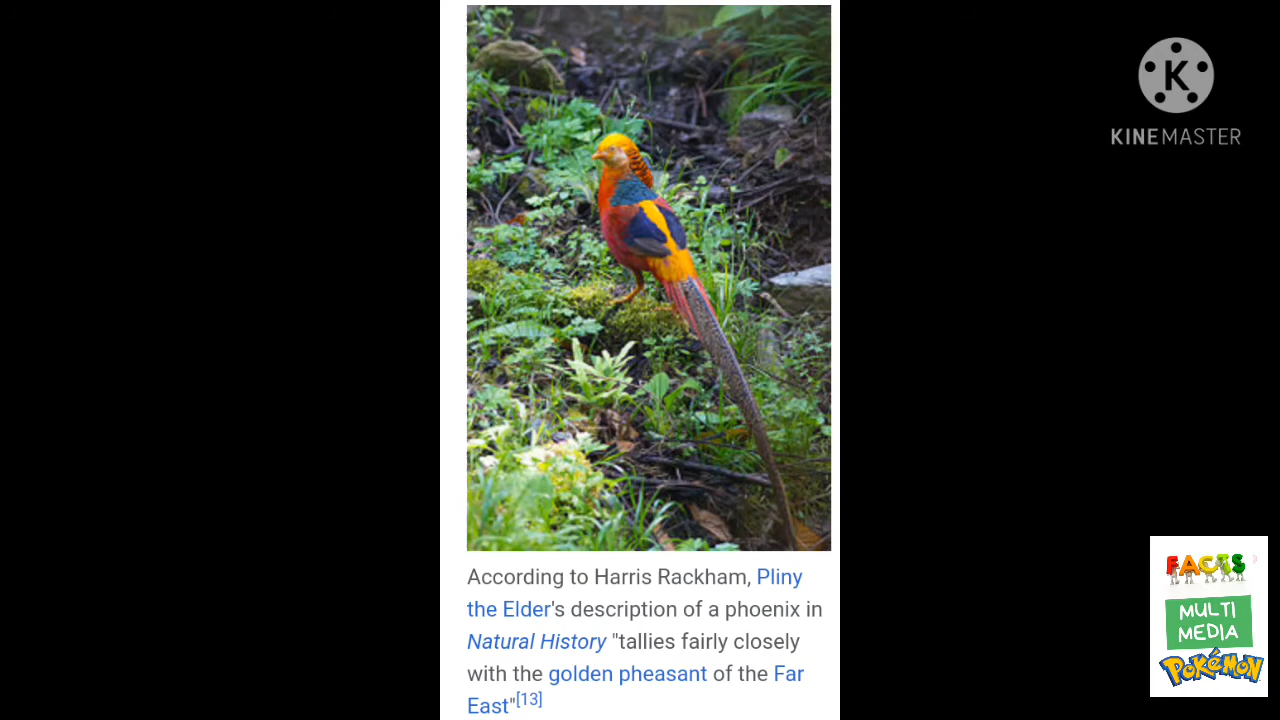 K
KINEMASTER
According to Harris Rackham, Pliny
the Elder's description of a phoenix in
Natural History "tallies fairly closely
with the golden pheasant of the Far
East"[13]
FACTS
MULTI
MEDIA
POKéMON